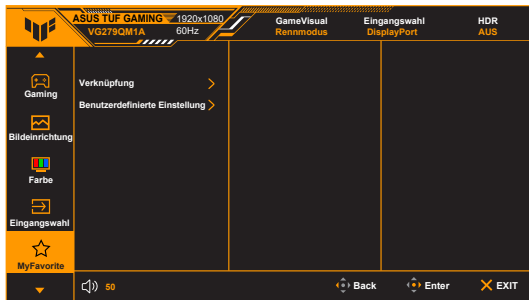 ASUS TUF GAMING 1920x1080
VG279QM1A 60Hz
GameVisual Eingangswahl HDR
Rennmodus DisplayPort AUS
Gaming
Bildeinrichtung
Farbe
Eingangswahl
MyFavorite
Verknüpfung
Benutzerdefinierte Einstellung
50 Back Enter EXIT